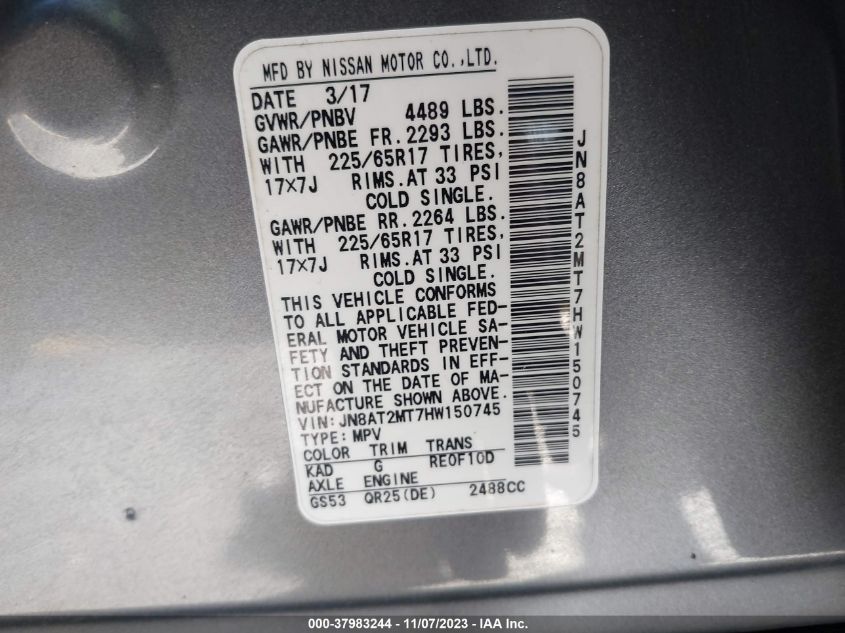 MFD BY NISSAN MOTOR CO.,LTD.
DATE 3/17
GVWR/PNBV 4489 LBS.
GAWR/PNBE FR.2293 LBS.
WITH 225/65R17 TIRES,
17×7J RIMS.AT 33 PSI
COLD SINGLE.
GAWR/PNBE RR.2264 LBS.
WITH 225/65R17 TIRES,
17×7J RIMS.AT 33 PSI
COLD SINGLE.
THIS VEHICLE CONFORMS
TO ALL APPLICABLE FED-
ERAL MOTOR VEHICLE SA-
FETY AND THEFT PREVEN-
TION STANDARDS IN EFF-
ECT ON THE DATE OF MA-
NUFACTURE SHOWN ABOVE.
VIN:JN8AT2MT7HW150745
TYPE:MPV
COLOR TRIM TRANS
KAD G RE0F10D
AXLE ENGINE
GS53 QR25(DE) 2488CC
JN8AT2MT7HW150745
000-37983244 - 11/07/2023 - IAA Inc.